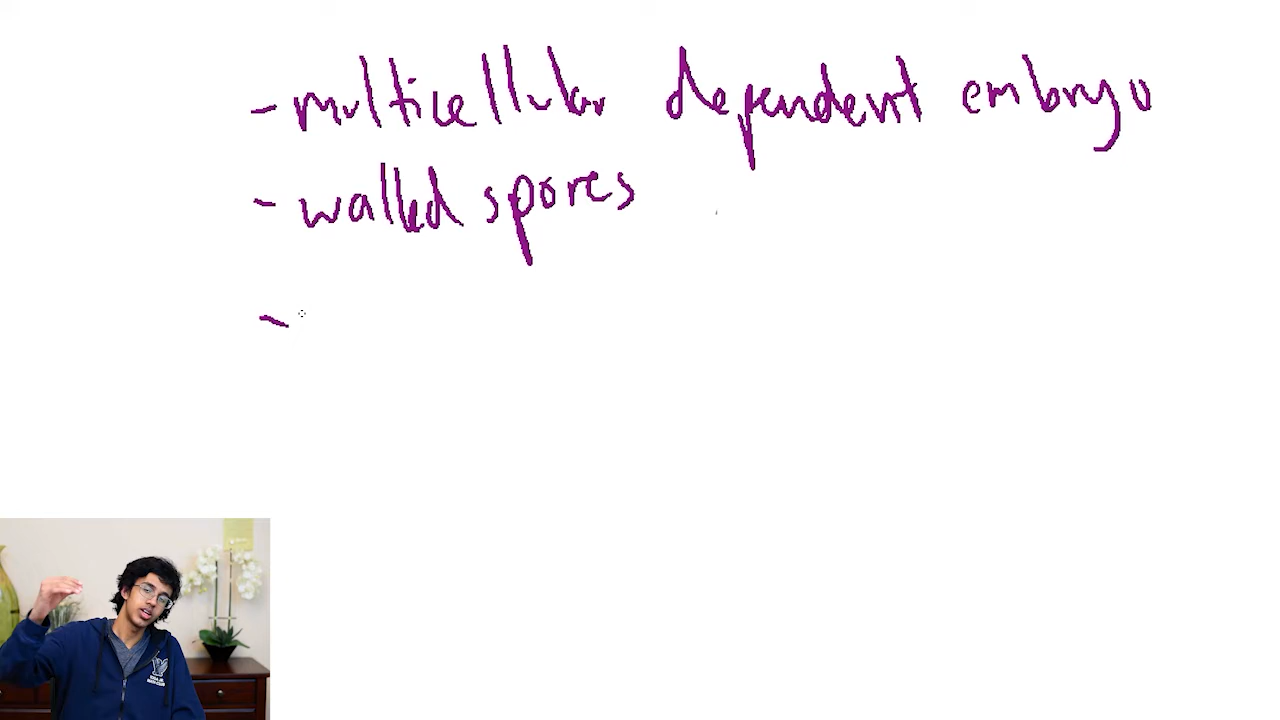 - multicellular dependent embryo
- walled spores
-